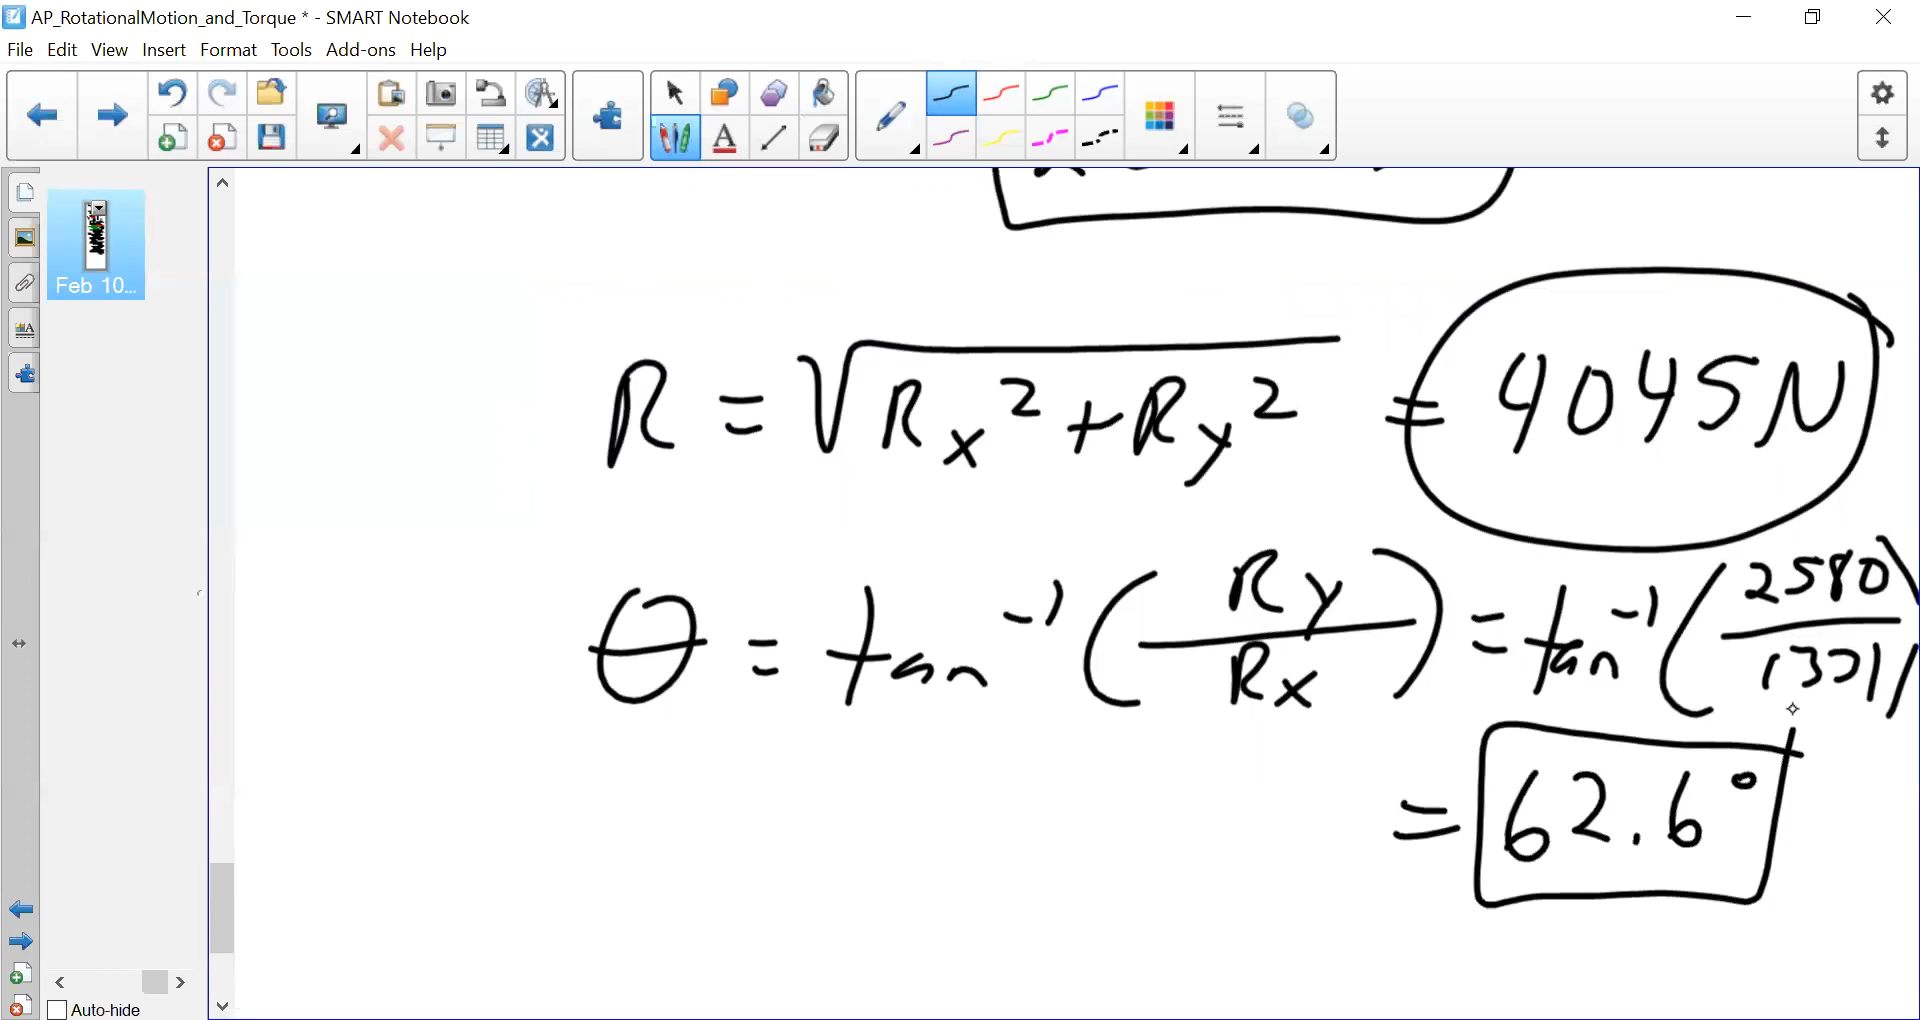 AP_RotationalMotion_and_Torque * - SMART Notebook
File Edit View Insert Format Tools Add-ons Help
Feb 10...
R = √Rx² + Ry² = 4045N
θ = tan⁻¹ (Ry/Rx) = tan⁻¹ (2580/1331)
= 62.6°
Auto-hide